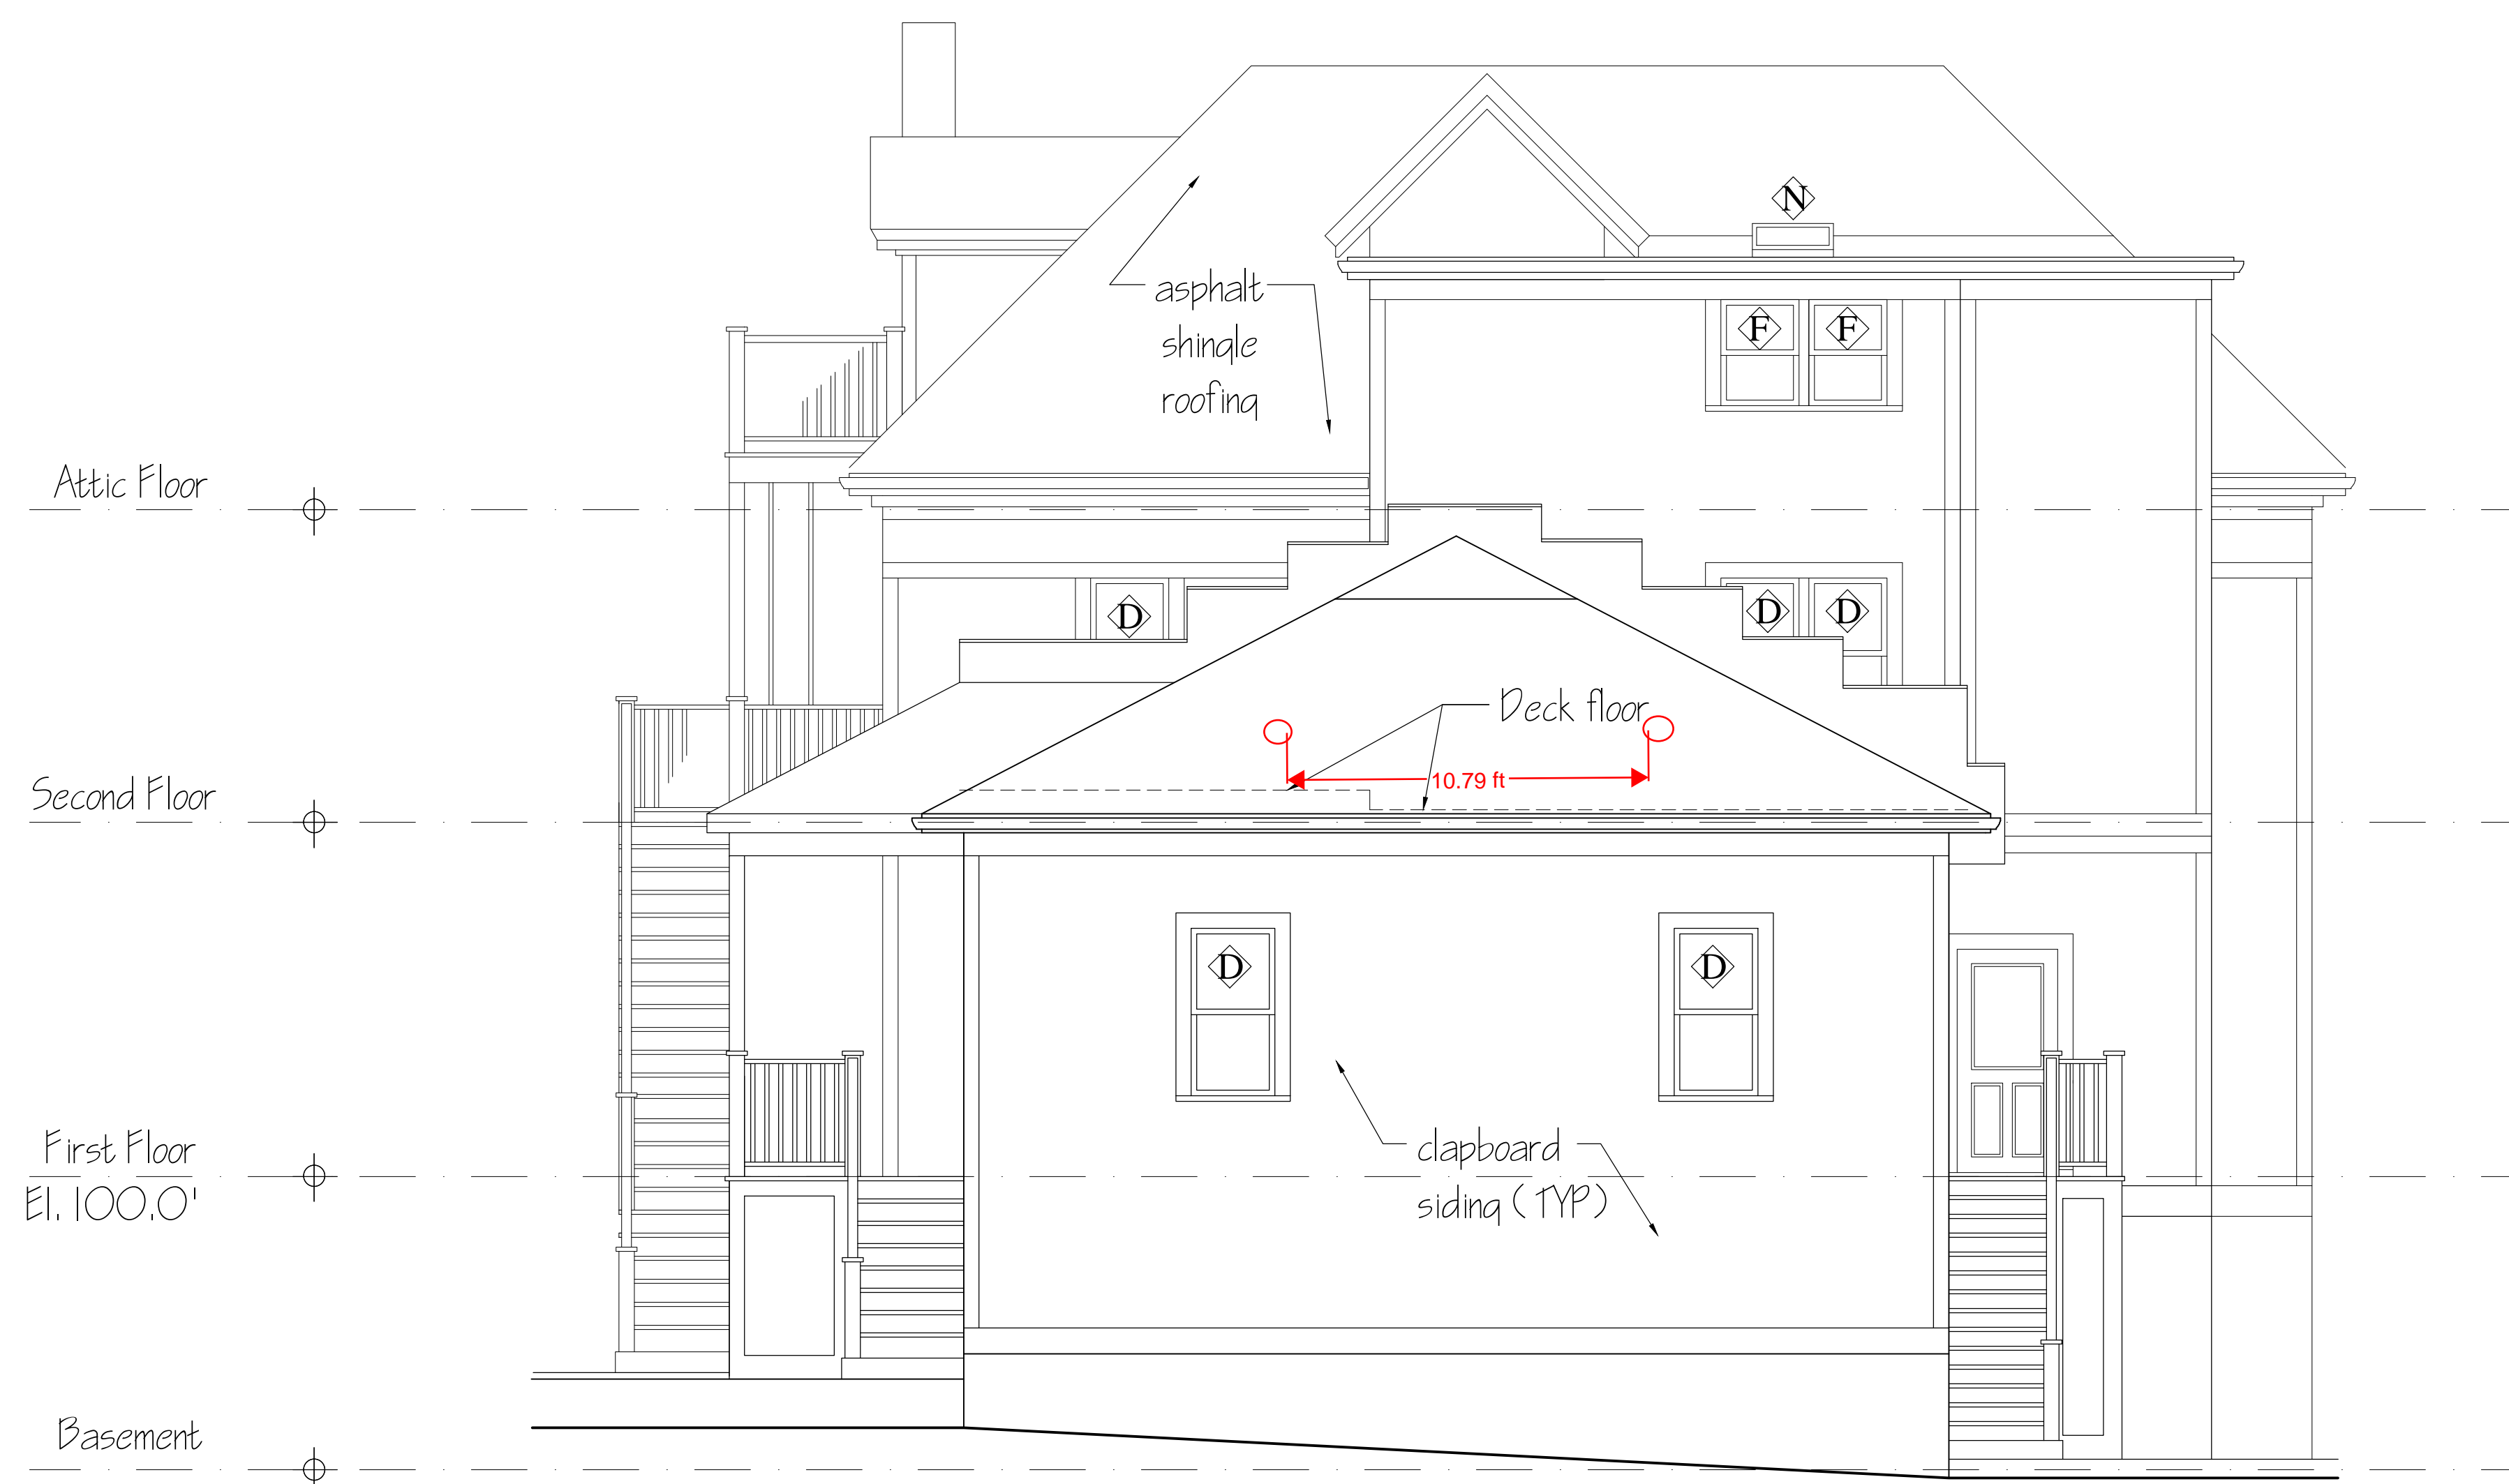 N
asphalt
shingle
roofing
F
F
Attic Floor
D
D
D
Deck floor
10.79 ft
Second Floor
D
D
First Floor
El. 100.0'
clapboard
siding (TYP)
Basement